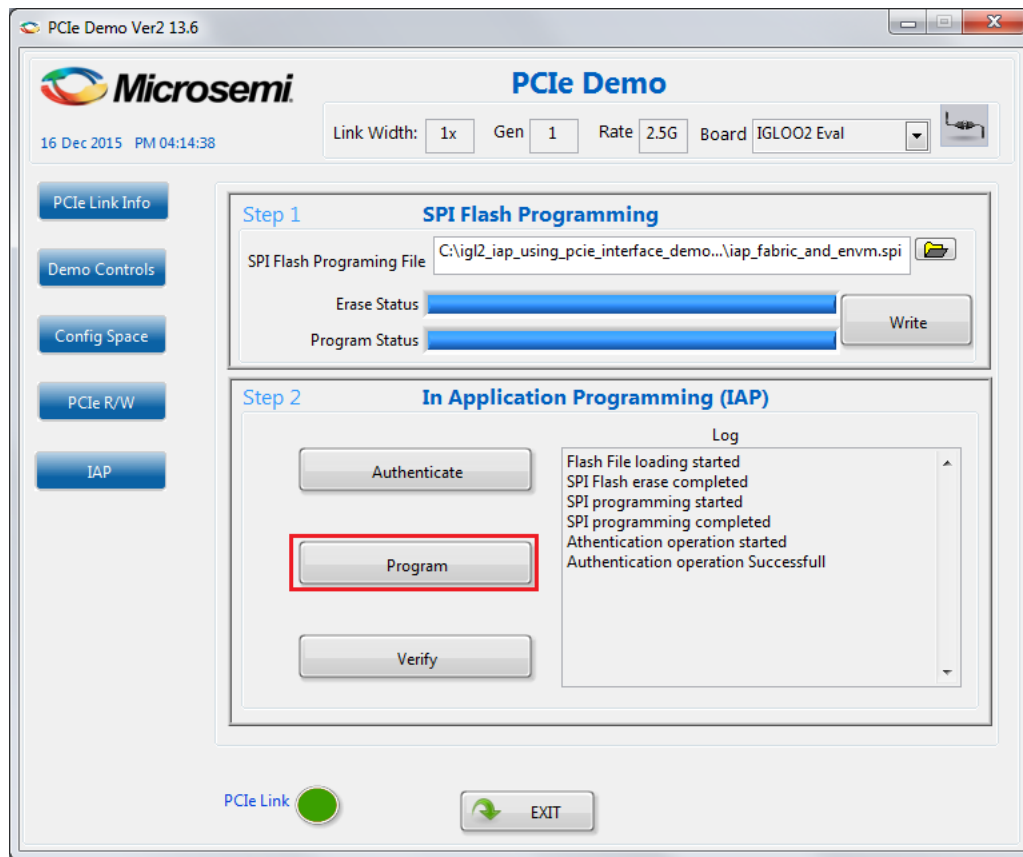 PCIe Demo Ver2 13.6
Microsemi.
PCIe Demo
16 Dec 2015 PM 04:14:38
Link Width: 1x Gen 1 Rate 2.5G Board IGLOO2 Eval
PCIe Link Info
Demo Controls
Config Space
PCIe R/W
IAP
Step 1 SPI Flash Programming
SPI Flash Programing File C:\igl2_iap_using_pcie_interface_demo...\iap_fabric_and_envm.spi
Erase Status
Program Status
Write
Step 2 In Application Programming (IAP)
Authenticate
Program
Verify
Log
Flash File loading started
SPI Flash erase completed
SPI programming started
SPI programming completed
Athentication operation started
Authentication operation Successfull
PCIe Link
EXIT